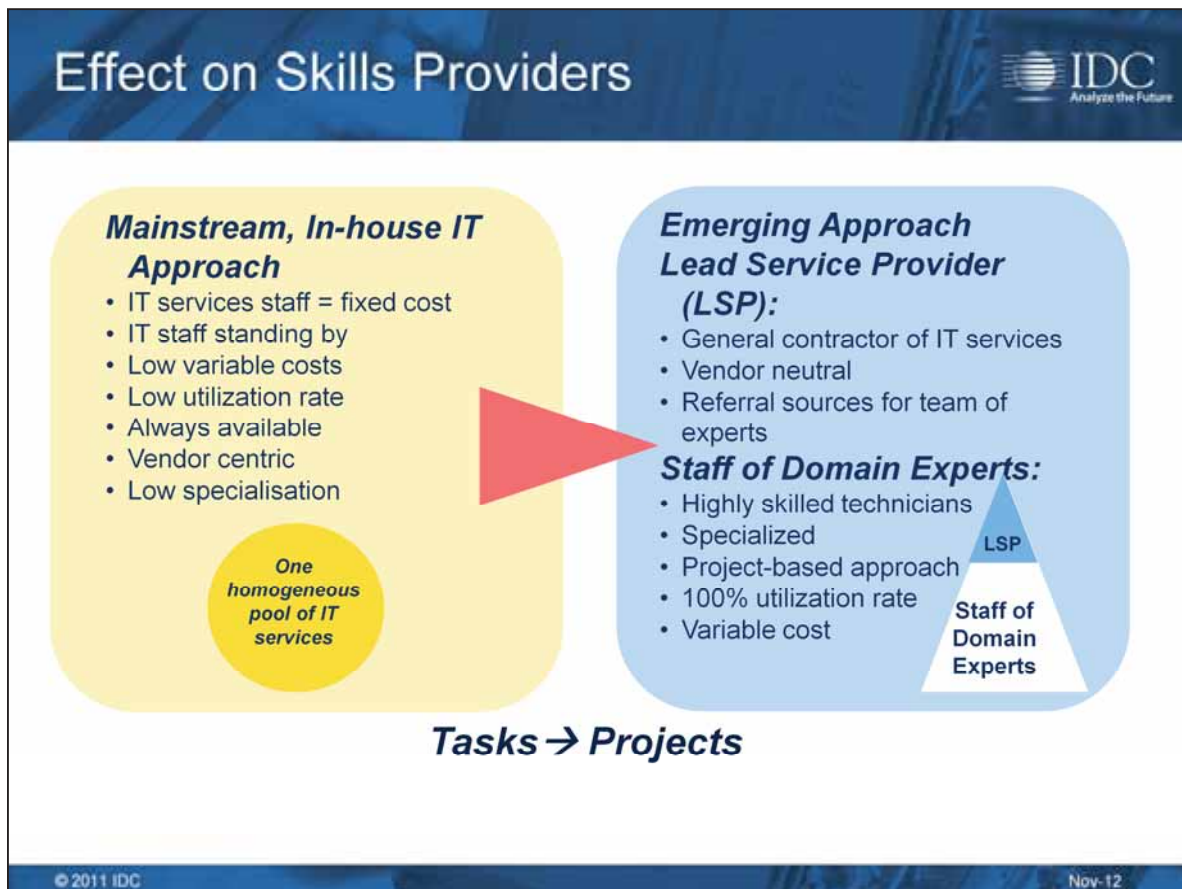 Effect on Skills Providers
IDC
Analyze the Future
Mainstream, In-house IT
Approach
• IT services staff = fixed cost
• IT staff standing by
• Low variable costs
• Low utilization rate
• Always available
• Vendor centric
• Low specialisation
One
homogeneous
pool of IT
services
Emerging Approach
Lead Service Provider
(LSP):
• General contractor of IT services
• Vendor neutral
• Referral sources for team of
experts
Staff of Domain Experts:
• Highly skilled technicians
• Specialized
• Project-based approach
• 100% utilization rate
• Variable cost
LSP
Staff of
Domain
Experts
Tasks → Projects
© 2011 IDC
Nov-12